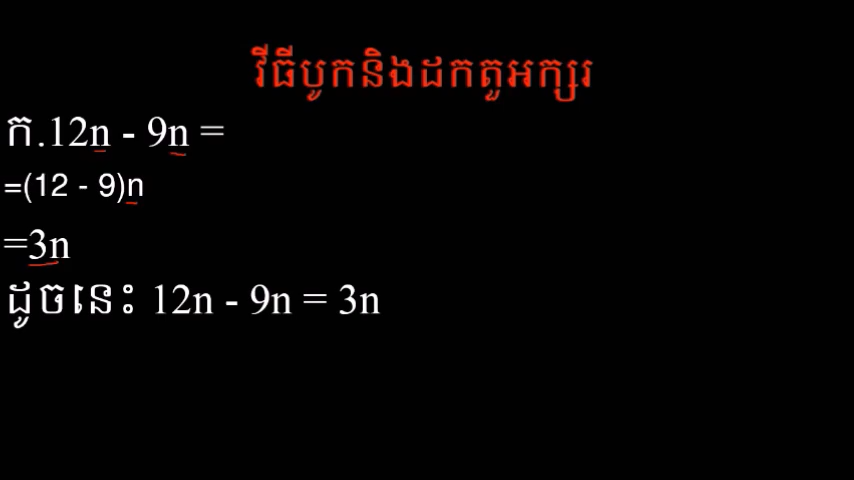 វីធីបូកនិងដកតួអក្សរ
ក.12n - 9n =
=(12 - 9)n
=3n
ដូចនេះ 12n - 9n = 3n